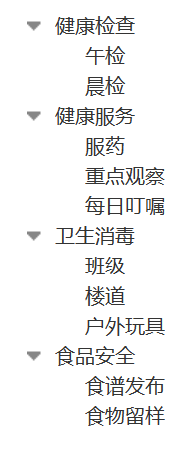 健康检查
午检
晨检
健康服务
服药
重点观察
每日叮嘱
卫生消毒
班级
楼道
户外玩具
食品安全
食谱发布
食物留样